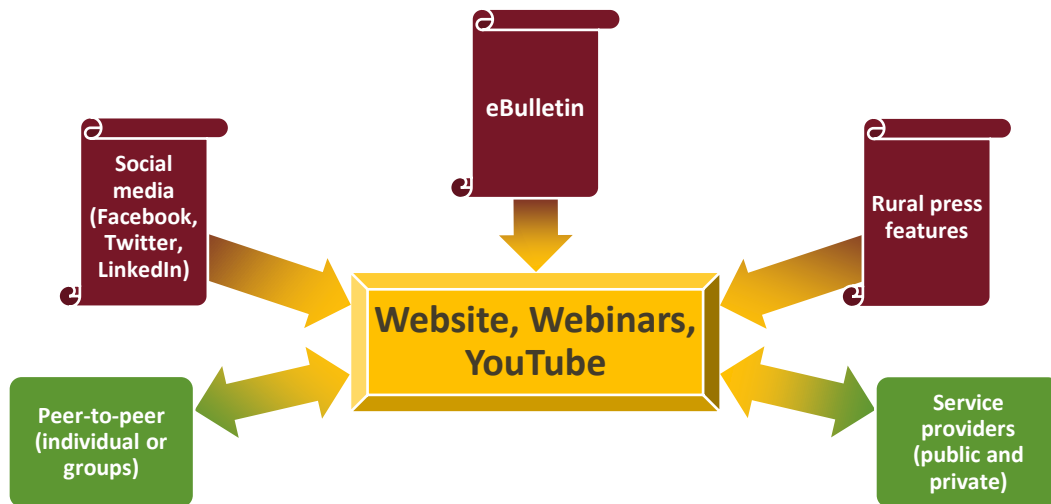 eBulletin
Social
media
(Facebook,
Twitter,
LinkedIn)
Rural press
features
Website, Webinars,
YouTube
Peer-to-peer
(individual or
groups)
Service
providers
(public and
private)